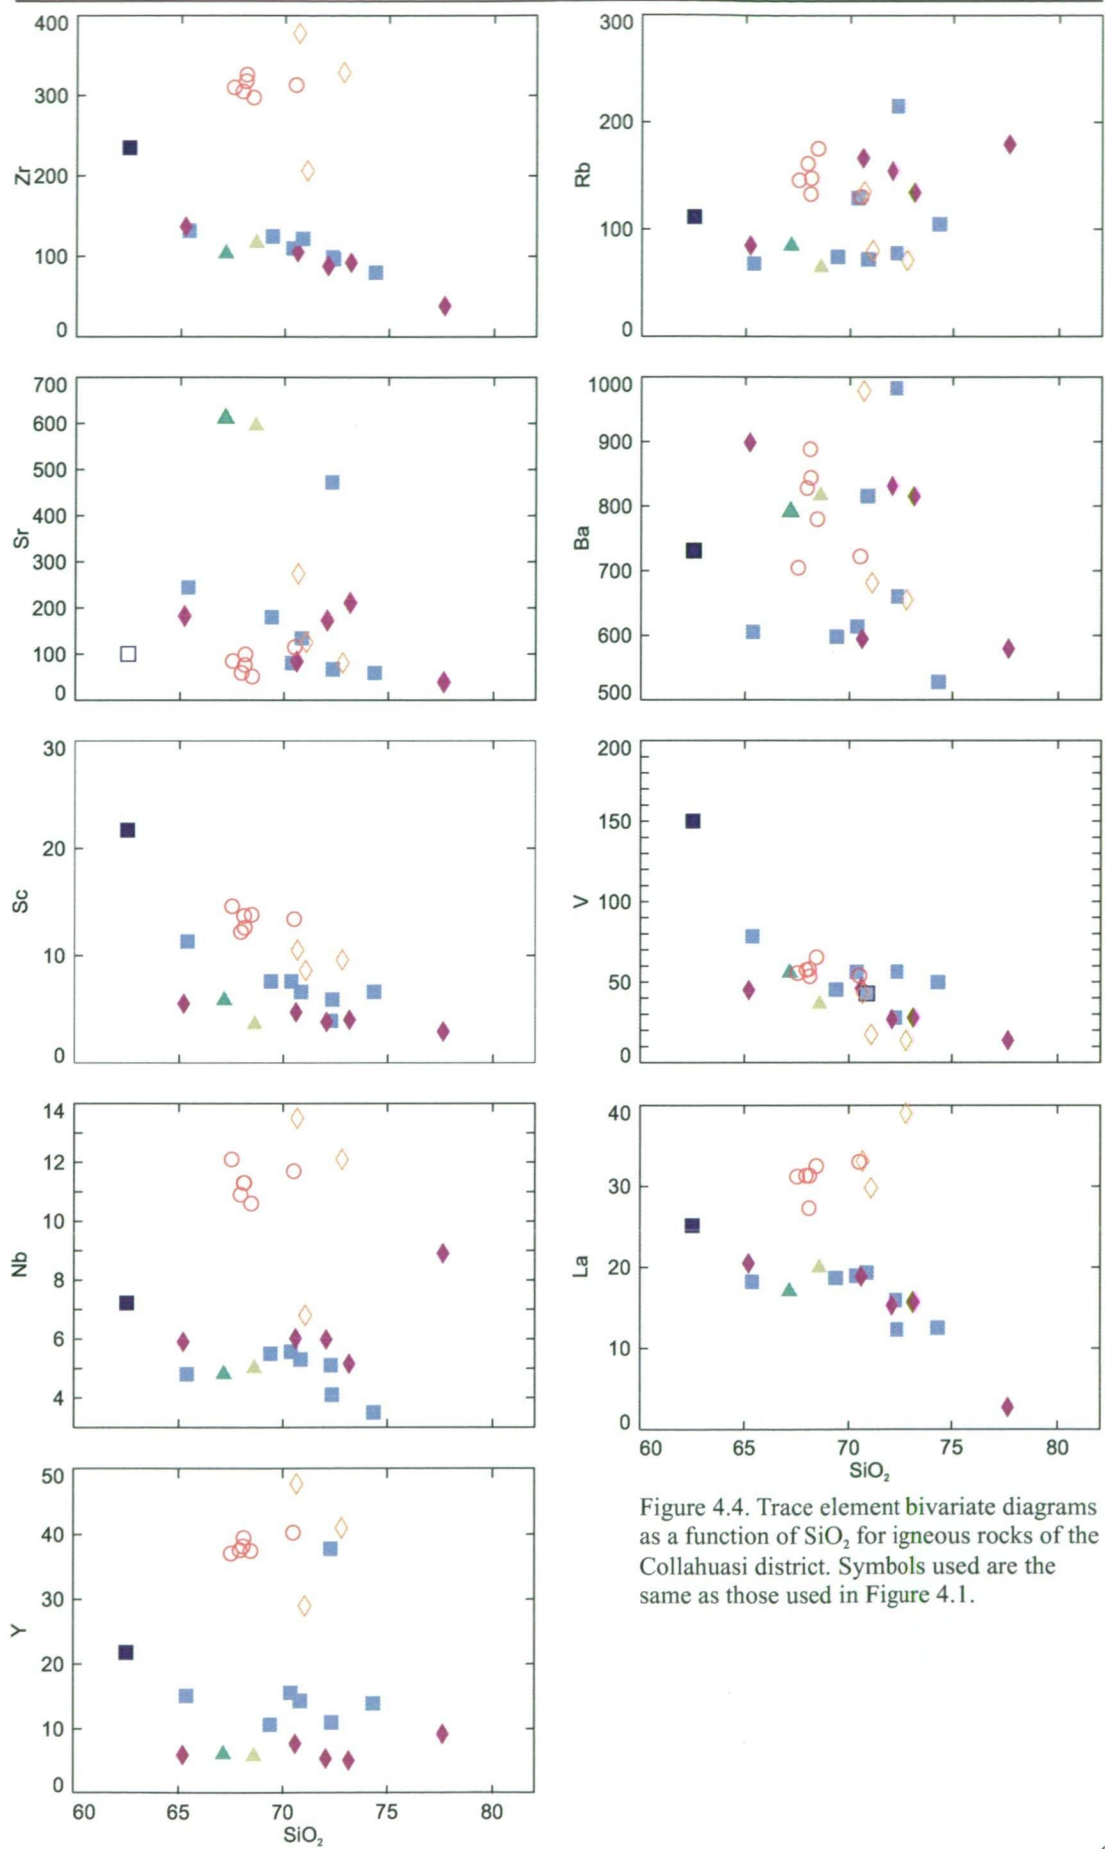 400
300
Zr
200
100
0
300
200
Rb
100
0
700
600
500
400
Sr
300
200
100
0
1000
900
800
Ba
700
600
500
30
20
Sc
10
0
200
150
V
100
50
0
14
12
10
Nb
8
6
4
40
30
La
20
10
0
60 65 70 75 80
SiO₂
50
40
30
Y
20
10
0
60 65 70 75 80
SiO₂
Figure 4.4. Trace element bivariate diagrams
as a function of SiO₂ for igneous rocks of the
Collahuasi district. Symbols used are the
same as those used in Figure 4.1.